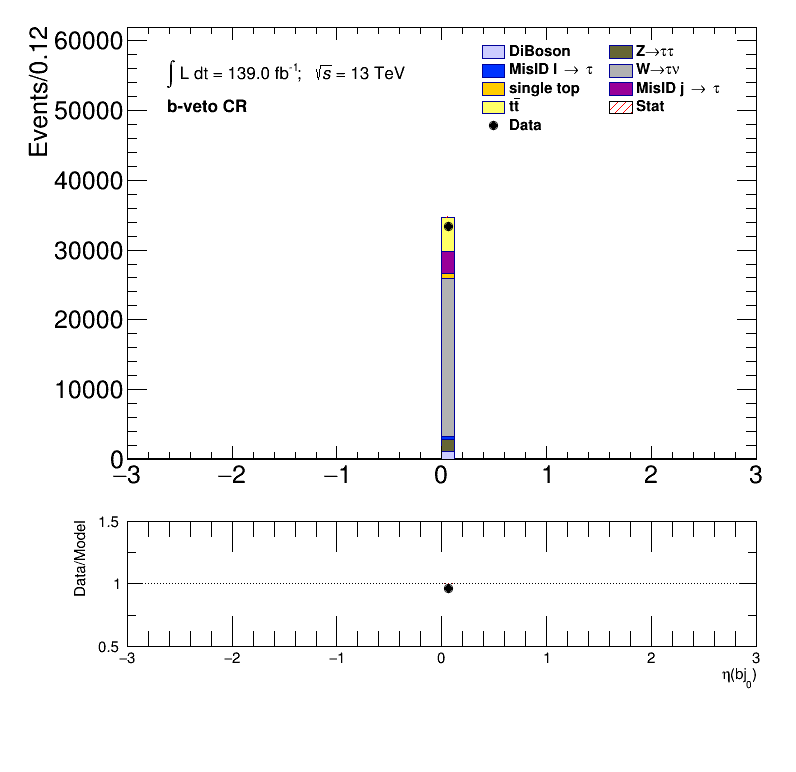 Events/0.12
60000
50000
40000
30000
20000
10000
0
∫ L dt = 139.0 fb⁻¹; √s = 13 TeV
b-veto CR
DiBoson
MisID l → τ
single top
tt̄
Data
Z→ττ
W→τν
MisID j → τ
Stat
−3 −2 −1 0 1 2 3
Data/Model
1.5
1
0.5
−3 −2 −1 0 1 2 3
η(bj₀)